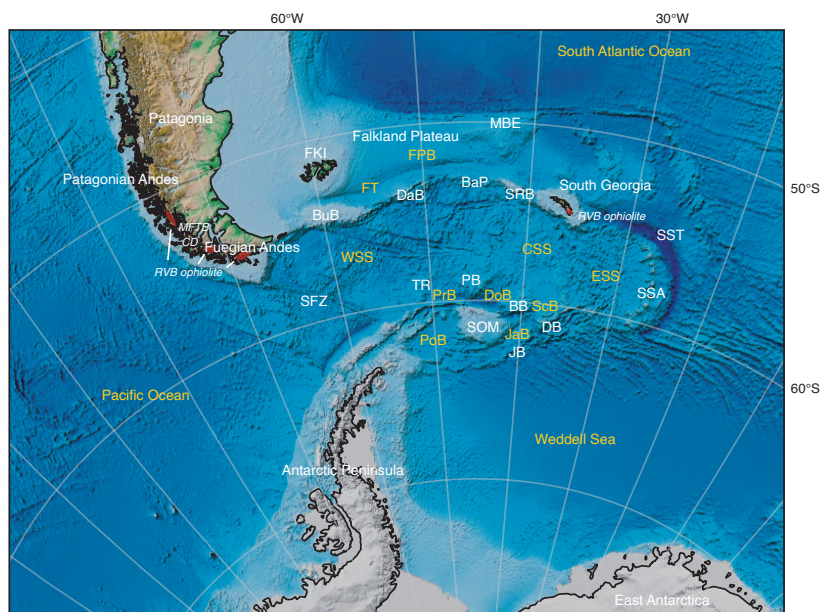 60°W
30°W
South Atlantic Ocean
Patagonia
MBE
Falkland Plateau
FKI
FPB
Patagonian Andes
FT
DaB
BaP
SRB
South Georgia
50°S
BuB
RVB ophiolite
MFTB
CD
Fuegian Andes
SST
WSS
CSS
RVB ophiolite
ESS
TR
PB
SSA
SFZ
PrB
DoB
BB
ScB
SOM
DB
PoB
JaB
JB
Pacific Ocean
60°S
Weddell Sea
Antarctic Peninsula
East Antarctica